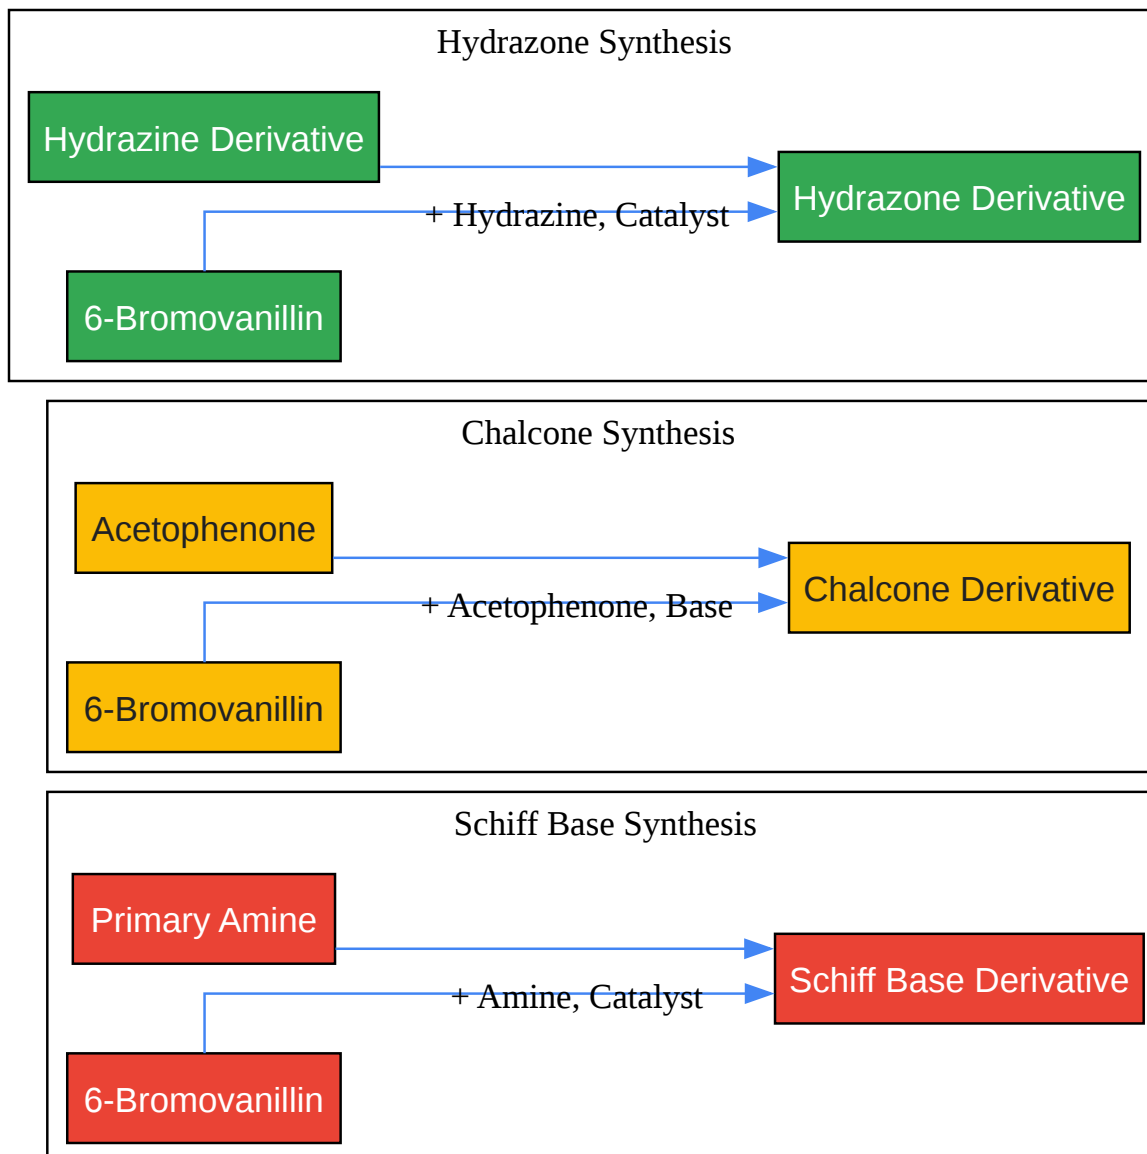 Hydrazone Synthesis
Hydrazine Derivative
Hydrazone Derivative
+ Hydrazine, Catalyst
6-Bromovanillin
Chalcone Synthesis
Acetophenone
Chalcone Derivative
+ Acetophenone, Base
6-Bromovanillin
Schiff Base Synthesis
Primary Amine
Schiff Base Derivative
+ Amine, Catalyst
6-Bromovanillin